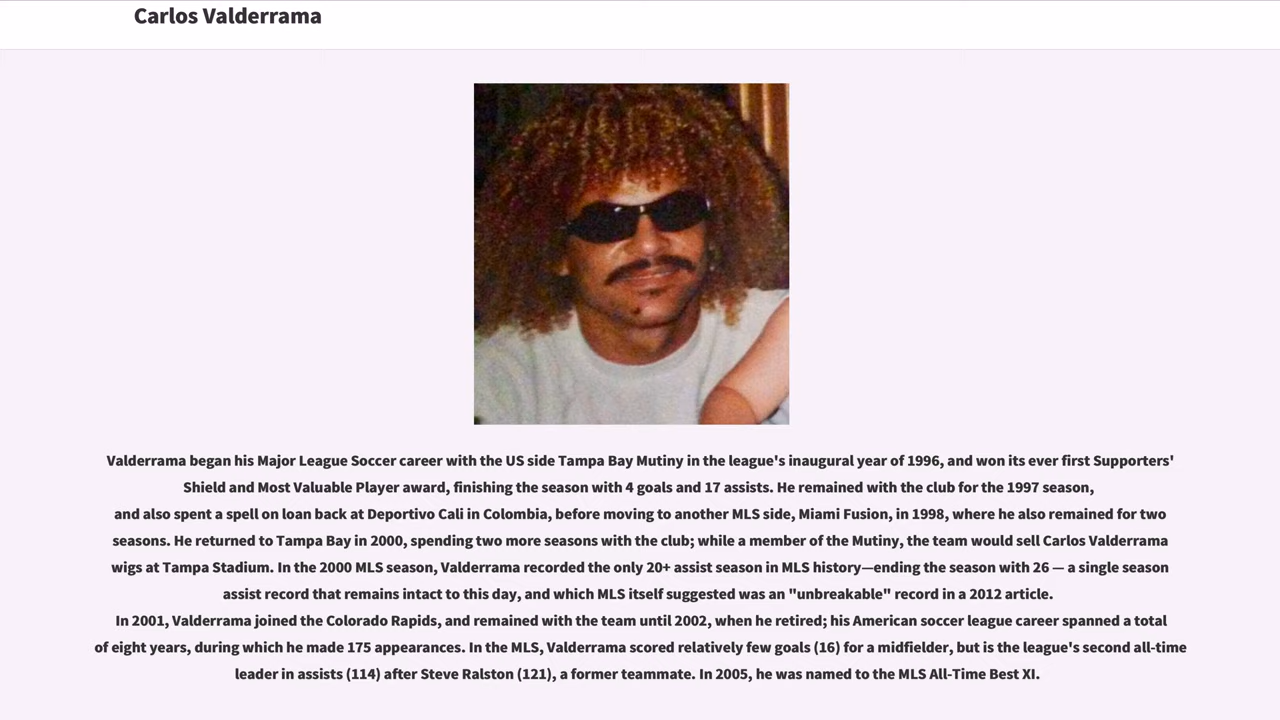 Carlos Valderrama
Valderrama began his Major League Soccer career with the US side Tampa Bay Mutiny in the league's inaugural year of 1996, and won its ever first Supporters'
Shield and Most Valuable Player award, finishing the season with 4 goals and 17 assists. He remained with the club for the 1997 season,
and also spent a spell on loan back at Deportivo Cali in Colombia, before moving to another MLS side, Miami Fusion, in 1998, where he also remained for two
seasons. He returned to Tampa Bay in 2000, spending two more seasons with the club; while a member of the Mutiny, the team would sell Carlos Valderrama
wigs at Tampa Stadium. In the 2000 MLS season, Valderrama recorded the only 20+ assist season in MLS history—ending the season with 26 — a single season
assist record that remains intact to this day, and which MLS itself suggested was an "unbreakable" record in a 2012 article.
In 2001, Valderrama joined the Colorado Rapids, and remained with the team until 2002, when he retired; his American soccer league career spanned a total
of eight years, during which he made 175 appearances. In the MLS, Valderrama scored relatively few goals (16) for a midfielder, but is the league's second all-time
leader in assists (114) after Steve Ralston (121), a former teammate. In 2005, he was named to the MLS All-Time Best XI.